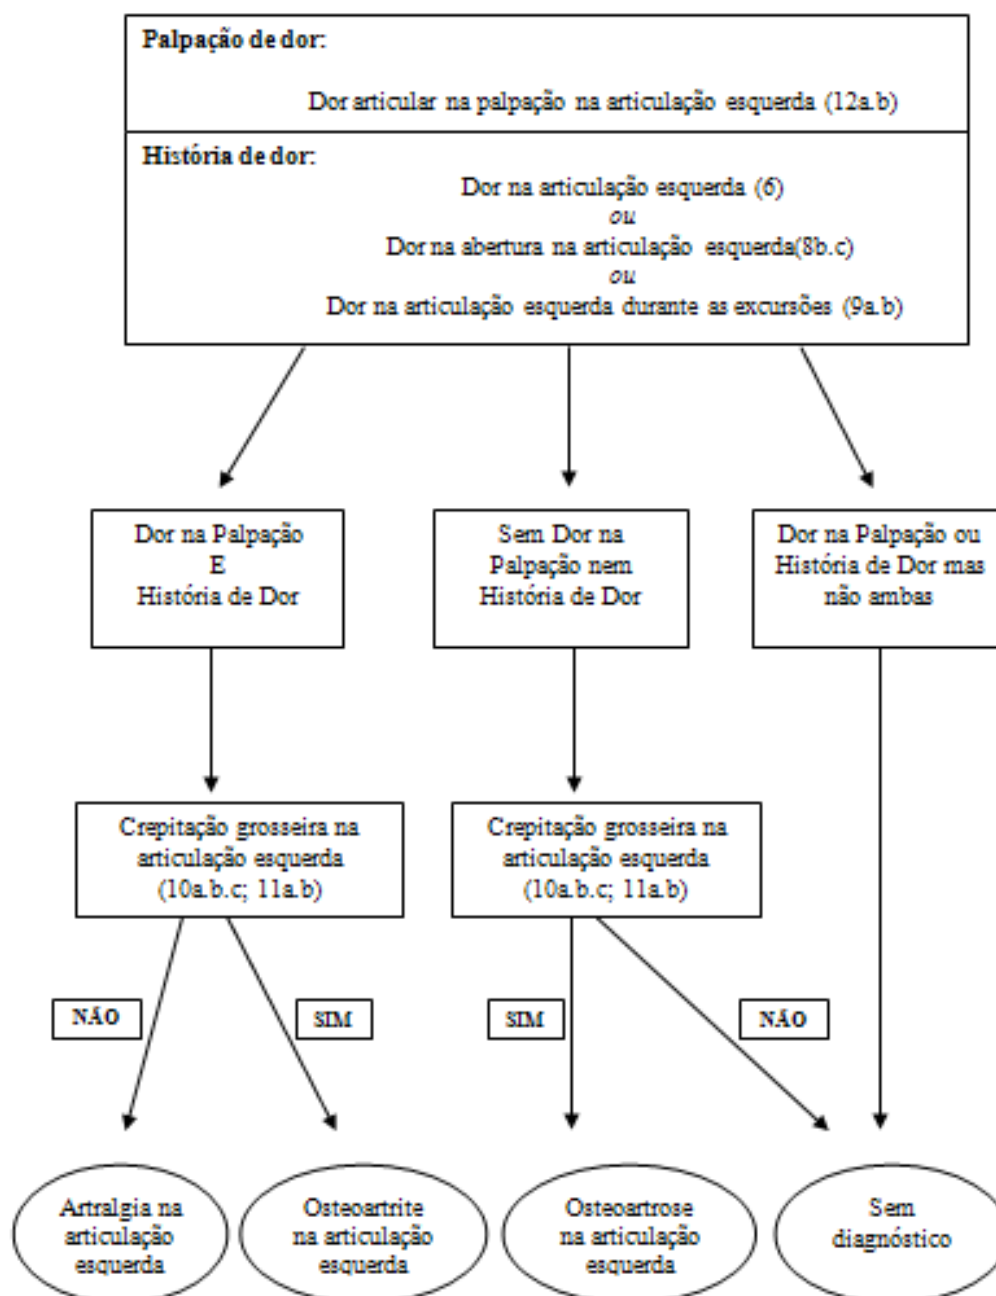 Palpação de dor:
Dor articular na palpação na articulação esquerda (12a.b)
História de dor:
Dor na articulação esquerda (6)
ou
Dor na abertura na articulação esquerda(8b.c)
ou
Dor na articulação esquerda durante as excursões (9a.b)
Dor na Palpação
E
História de Dor
Sem Dor na
Palpação nem
História de Dor
Dor na Palpação ou
História de Dor mas
não ambas
Crepitação grosseira na
articulação esquerda
(10a.b.c; 11a.b)
Crepitação grosseira na
articulação esquerda
(10a.b.c; 11a.b)
NÃO
SIM
SIM
NÃO
Artralgia na
articulação
esquerda
Osteoartrite
na articulação
esquerda
Osteoartrose
na articulação
esquerda
Sem
diagnóstico